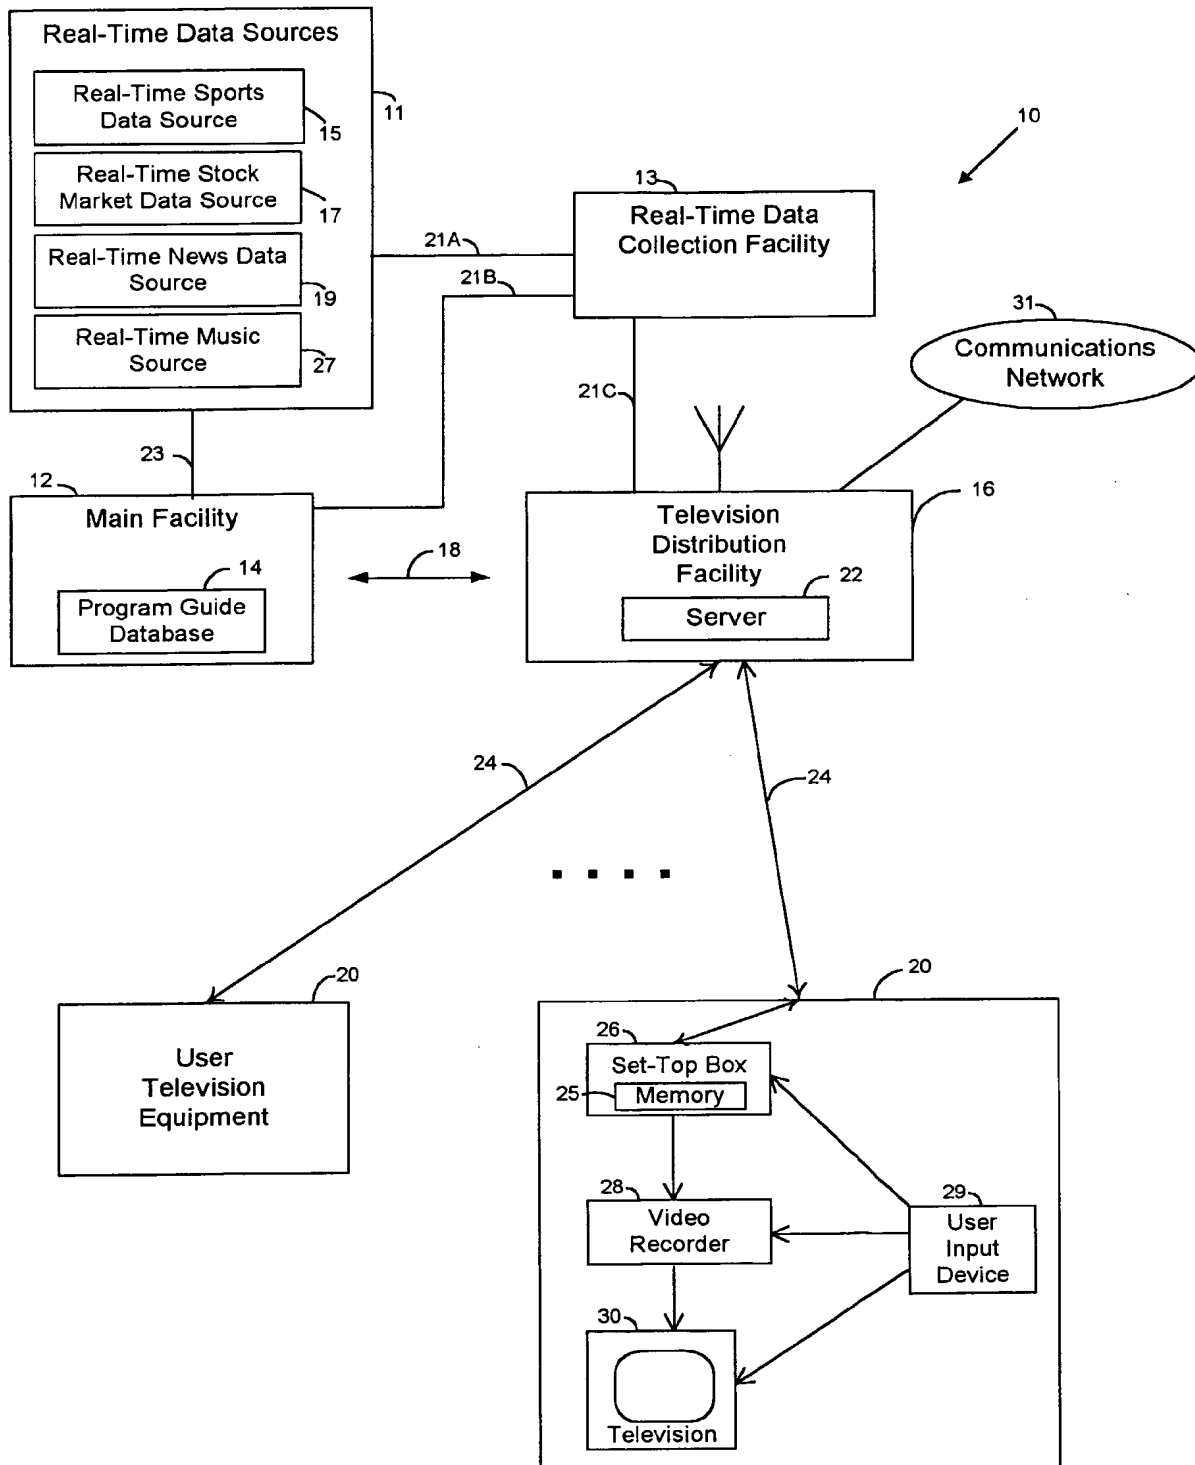 Real-Time Data Sources
Real-Time Sports
Data Source
15
11
Real-Time Stock
Market Data Source
17
Real-Time News Data
Source
19
Real-Time Music
Source
27
10
13
Real-Time Data
Collection Facility
21A
21B
21C
31
Communications
Network
23
12
Main Facility
14
Program Guide
Database
18
16
Television
Distribution
Facility
22
Server
24
24
20
User
Television
Equipment
20
26
Set-Top Box
25
Memory
28
Video
Recorder
29
User
Input
Device
30
Television